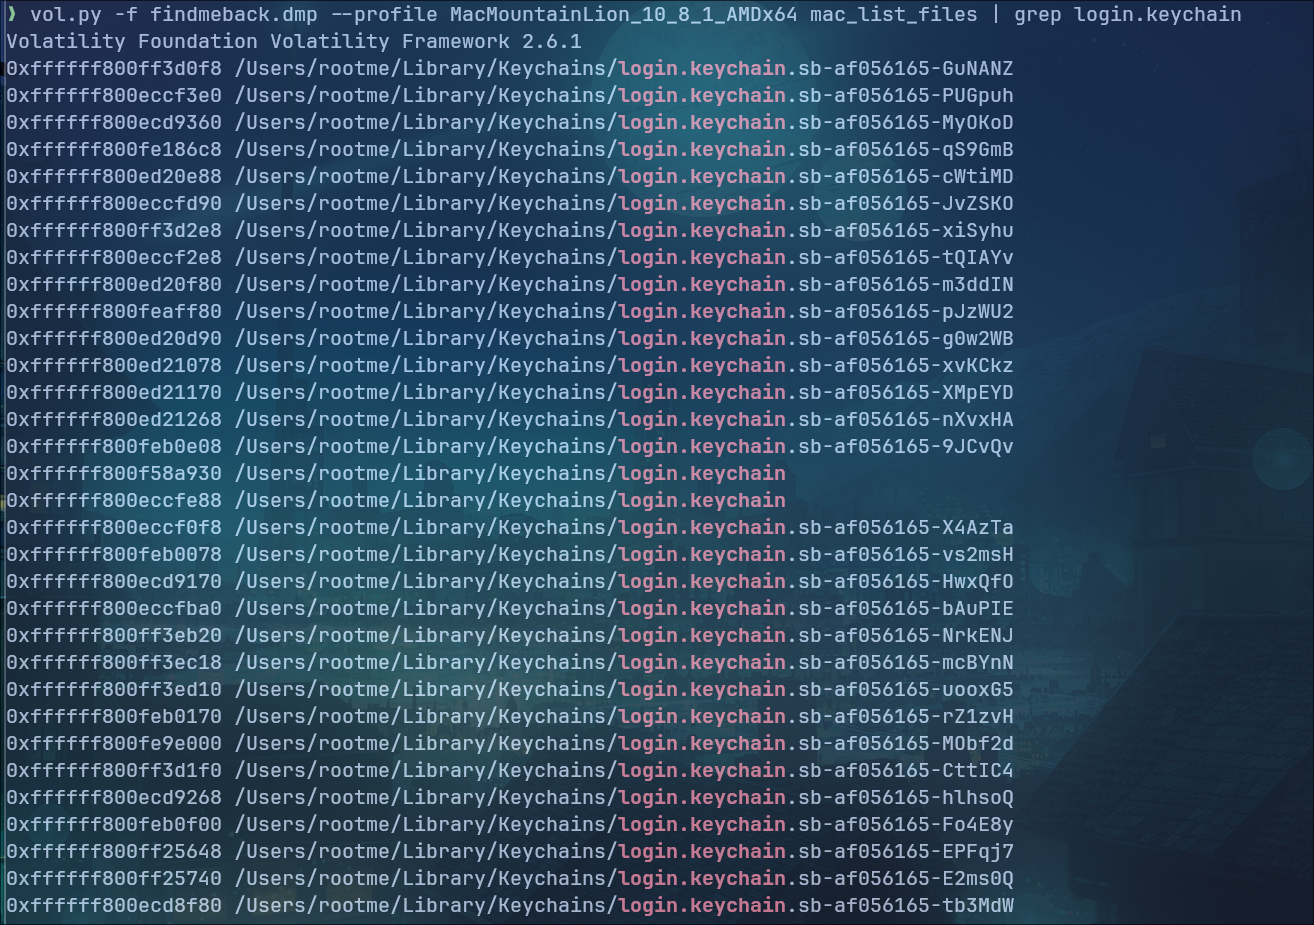 ❯ vol.py -f findmeback.dmp --profile MacMountainLion_10_8_1_AMDx64 mac_list_files | grep login.keychain
Volatility Foundation Volatility Framework 2.6.1
0xffffff800ff3d0f8 /Users/rootme/Library/Keychains/login.keychain.sb-af056165-GuNANZ
0xffffff800eccf3e0 /Users/rootme/Library/Keychains/login.keychain.sb-af056165-PUGpuh
0xffffff800ecd9360 /Users/rootme/Library/Keychains/login.keychain.sb-af056165-MyOKoD
0xffffff800fe186c8 /Users/rootme/Library/Keychains/login.keychain.sb-af056165-qS9GmB
0xffffff800ed20e88 /Users/rootme/Library/Keychains/login.keychain.sb-af056165-cWtiMD
0xffffff800eccfd90 /Users/rootme/Library/Keychains/login.keychain.sb-af056165-JvZSKO
0xffffff800ff3d2e8 /Users/rootme/Library/Keychains/login.keychain.sb-af056165-xiSyhu
0xffffff800eccf2e8 /Users/rootme/Library/Keychains/login.keychain.sb-af056165-tQIAYv
0xffffff800ed20f80 /Users/rootme/Library/Keychains/login.keychain.sb-af056165-m3ddIN
0xffffff800feaff80 /Users/rootme/Library/Keychains/login.keychain.sb-af056165-pJzWU2
0xffffff800ed20d90 /Users/rootme/Library/Keychains/login.keychain.sb-af056165-g0w2WB
0xffffff800ed21078 /Users/rootme/Library/Keychains/login.keychain.sb-af056165-xvKCkz
0xffffff800ed21170 /Users/rootme/Library/Keychains/login.keychain.sb-af056165-XMpEYD
0xffffff800ed21268 /Users/rootme/Library/Keychains/login.keychain.sb-af056165-nXvxHA
0xffffff800feb0e08 /Users/rootme/Library/Keychains/login.keychain.sb-af056165-9JCvQv
0xffffff800f58a930 /Users/rootme/Library/Keychains/login.keychain
0xffffff800eccfe88 /Users/rootme/Library/Keychains/login.keychain
0xffffff800eccf0f8 /Users/rootme/Library/Keychains/login.keychain.sb-af056165-X4AzTa
0xffffff800feb0078 /Users/rootme/Library/Keychains/login.keychain.sb-af056165-vs2msH
0xffffff800ecd9170 /Users/rootme/Library/Keychains/login.keychain.sb-af056165-HwxQfO
0xffffff800eccfba0 /Users/rootme/Library/Keychains/login.keychain.sb-af056165-bAuPIE
0xffffff800ff3eb20 /Users/rootme/Library/Keychains/login.keychain.sb-af056165-NrkENJ
0xffffff800ff3ec18 /Users/rootme/Library/Keychains/login.keychain.sb-af056165-mcBYnN
0xffffff800ff3ed10 /Users/rootme/Library/Keychains/login.keychain.sb-af056165-uooxG5
0xffffff800feb0170 /Users/rootme/Library/Keychains/login.keychain.sb-af056165-rZ1zvH
0xffffff800fe9e000 /Users/rootme/Library/Keychains/login.keychain.sb-af056165-MObf2d
0xffffff800ff3d1f0 /Users/rootme/Library/Keychains/login.keychain.sb-af056165-CttIC4
0xffffff800ecd9268 /Users/rootme/Library/Keychains/login.keychain.sb-af056165-hlhsoQ
0xffffff800feb0f00 /Users/rootme/Library/Keychains/login.keychain.sb-af056165-Fo4E8y
0xffffff800ff25648 /Users/rootme/Library/Keychains/login.keychain.sb-af056165-EPFqj7
0xffffff800ff25740 /Users/rootme/Library/Keychains/login.keychain.sb-af056165-E2ms0Q
0xffffff800ecd8f80 /Users/rootme/Library/Keychains/login.keychain.sb-af056165-tb3MdW